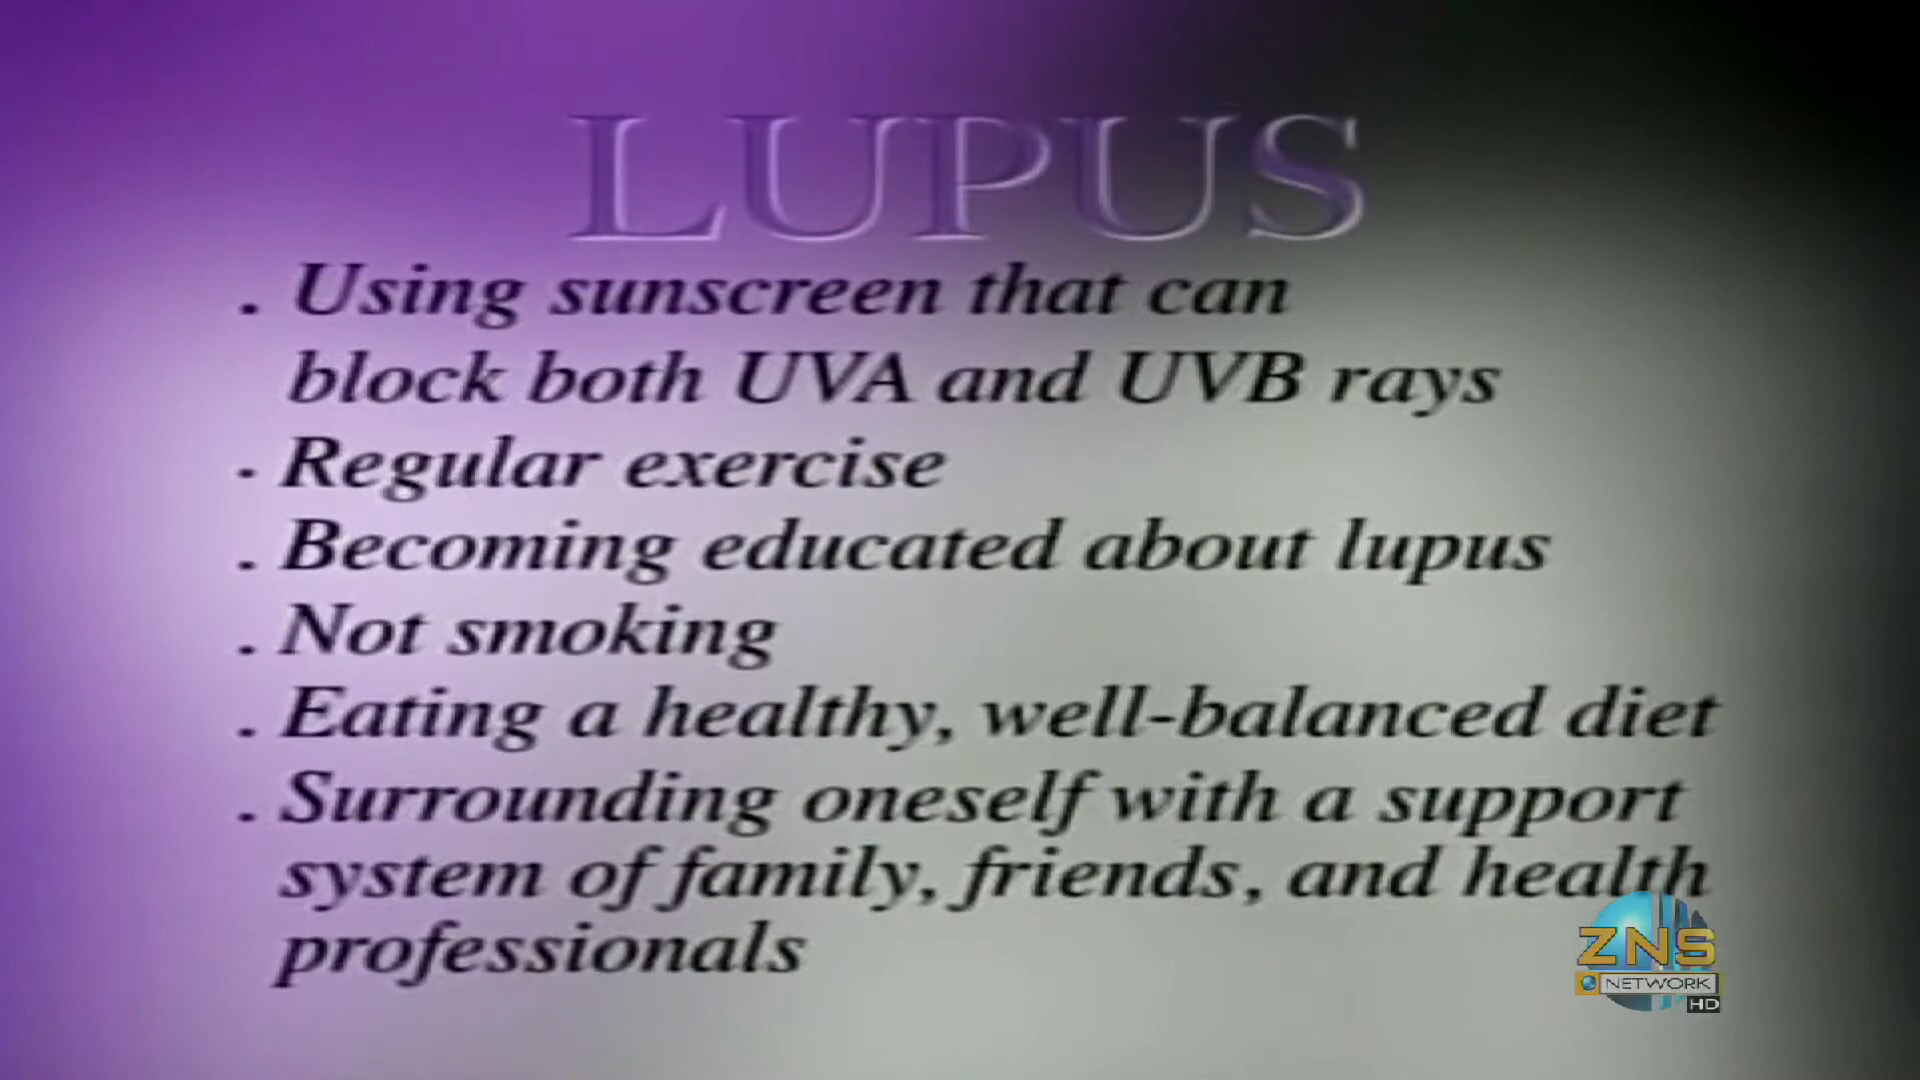 LUPUS
. Using sunscreen that can
block both UVA and UVB rays
. Regular exercise
. Becoming educated about lupus
. Not smoking
. Eating a healthy, well-balanced diet
. Surrounding oneself with a support
system of family, friends, and health
professionals
ZNS
NETWORK
HD